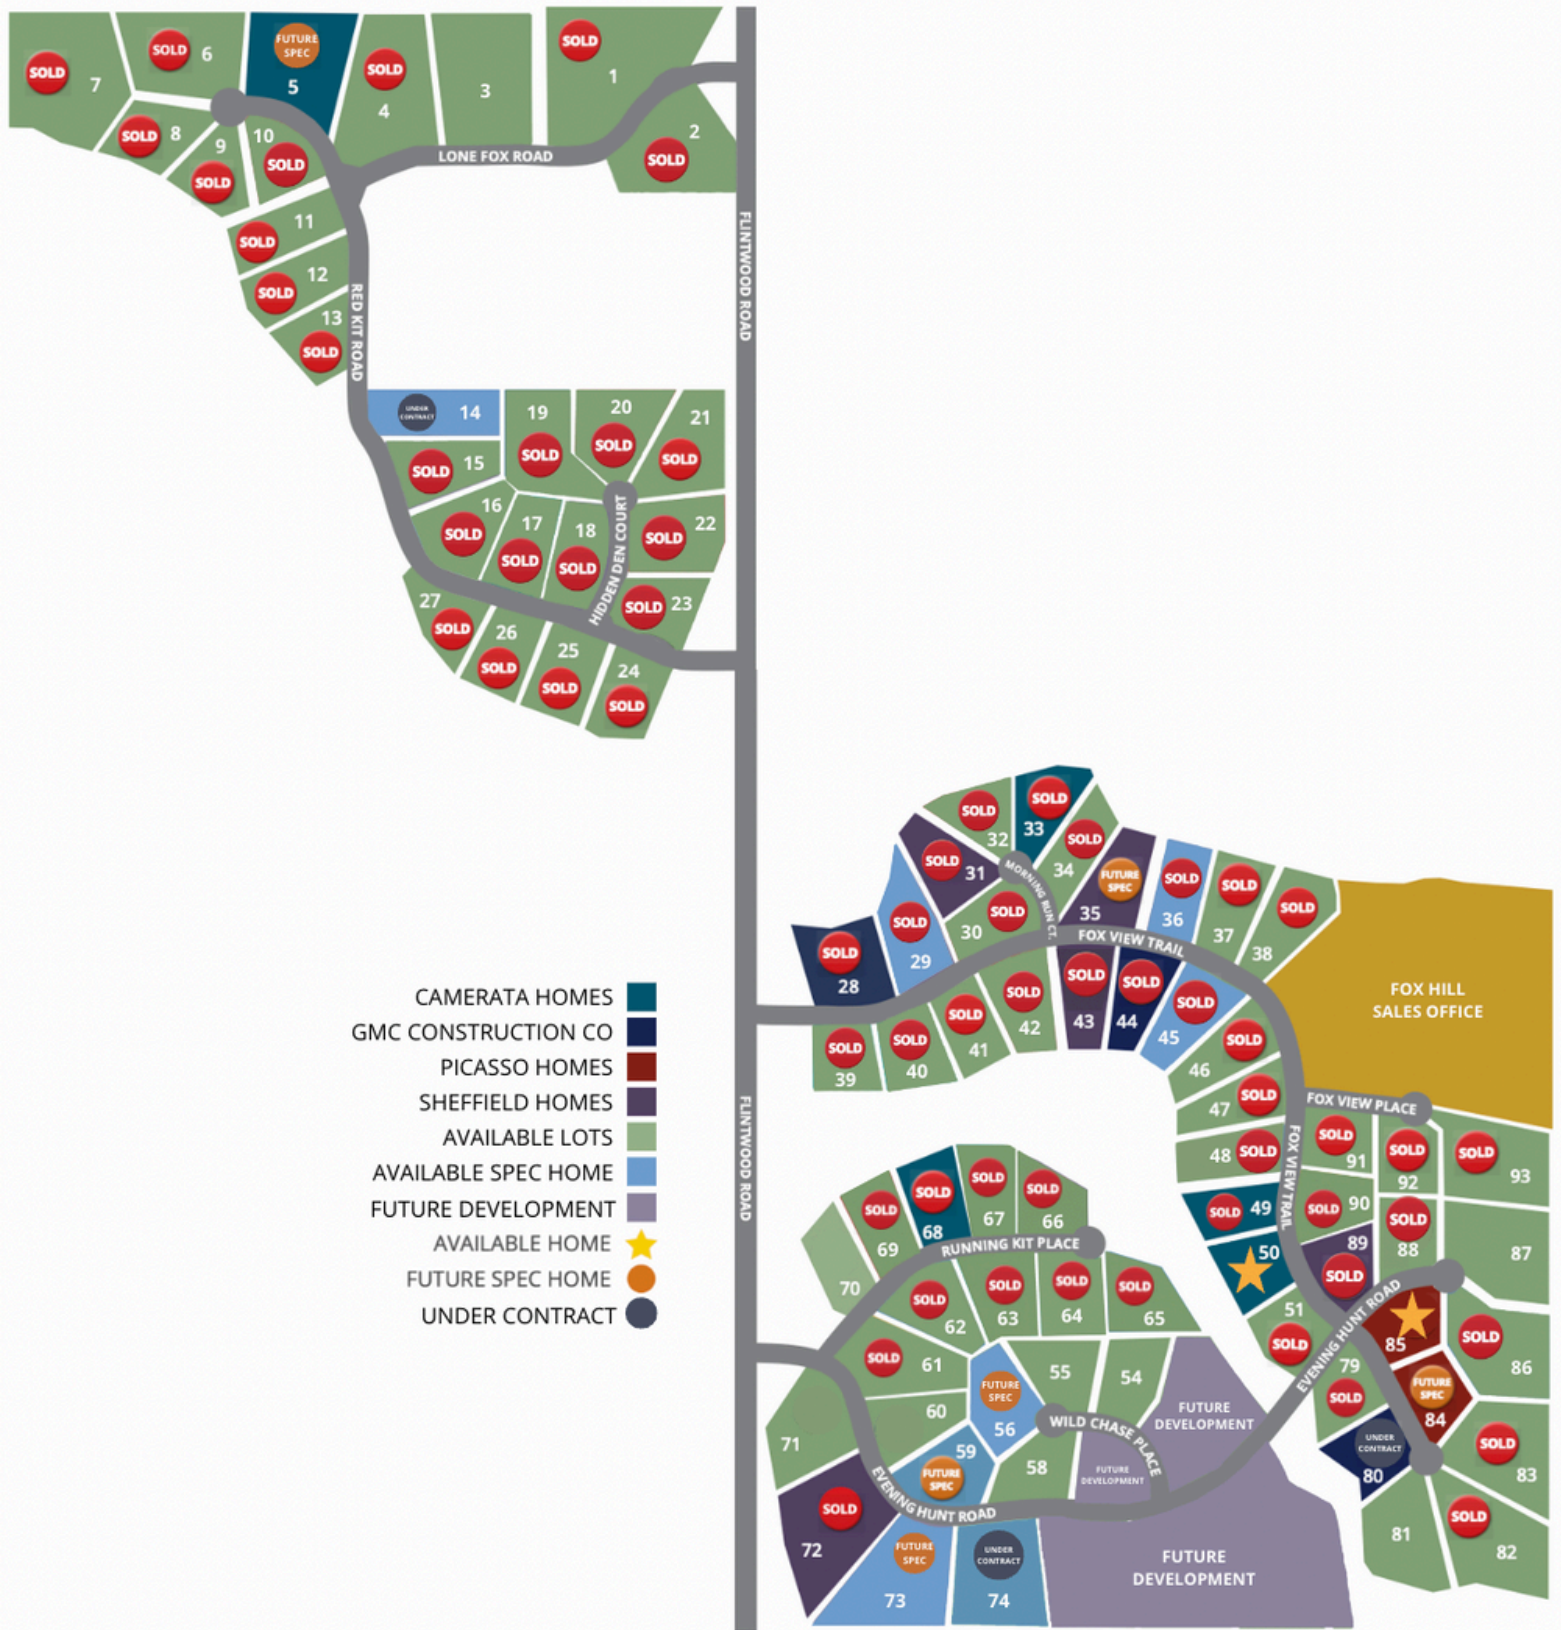 SOLD
7
SOLD
6
FUTURE
SPEC
5
SOLD
4
3
SOLD
1
SOLD
2
SOLD
8
9
SOLD
10
SOLD
LONE FOX ROAD
11
SOLD
12
SOLD
13
SOLD
RED KIT ROAD
FLINTWOOD ROAD
UNDER
CONTRACT
14
19
SOLD
20
SOLD
21
SOLD
SOLD
15
16
SOLD
17
SOLD
18
SOLD
HIDDEN DEN COURT
22
SOLD
SOLD
23
27
SOLD
26
SOLD
25
SOLD
24
SOLD
SOLD
32
SOLD
33
SOLD
34
SOLD
31
MORNING RUN CT.
FUTURE
SPEC
35
SOLD
36
SOLD
37
SOLD
38
SOLD
28
SOLD
29
SOLD
30
FOX VIEW TRAIL
FOX HILL
SALES OFFICE
SOLD
39
SOLD
40
SOLD
41
SOLD
42
SOLD
43
SOLD
44
SOLD
45
SOLD
46
47
SOLD
48
SOLD
FOX VIEW PLACE
FOX VIEW TRAIL
SOLD
91
SOLD
92
SOLD
93
SOLD
49
SOLD
90
SOLD
88
87
50
89
SOLD
51
SOLD
EVENING HUNT ROAD
85
SOLD
86
79
SOLD
FUTURE
SPEC
84
UNDER
CONTRACT
80
SOLD
83
81
SOLD
82
CAMERATA HOMES
GMC CONSTRUCTION CO
PICASSO HOMES
SHEFFIELD HOMES
AVAILABLE LOTS
AVAILABLE SPEC HOME
FUTURE DEVELOPMENT
AVAILABLE HOME
FUTURE SPEC HOME
UNDER CONTRACT
FLINTWOOD ROAD
SOLD
69
SOLD
68
SOLD
67
SOLD
66
RUNNING KIT PLACE
70
SOLD
62
SOLD
63
SOLD
64
SOLD
65
SOLD
61
60
FUTURE
SPEC
56
55
54
WILD CHASE PLACE
FUTURE
DEVELOPMENT
FUTURE
DEVELOPMENT
71
59
FUTURE
SPEC
58
EVENING HUNT ROAD
SOLD
72
FUTURE
SPEC
73
UNDER
CONTRACT
74
FUTURE
DEVELOPMENT